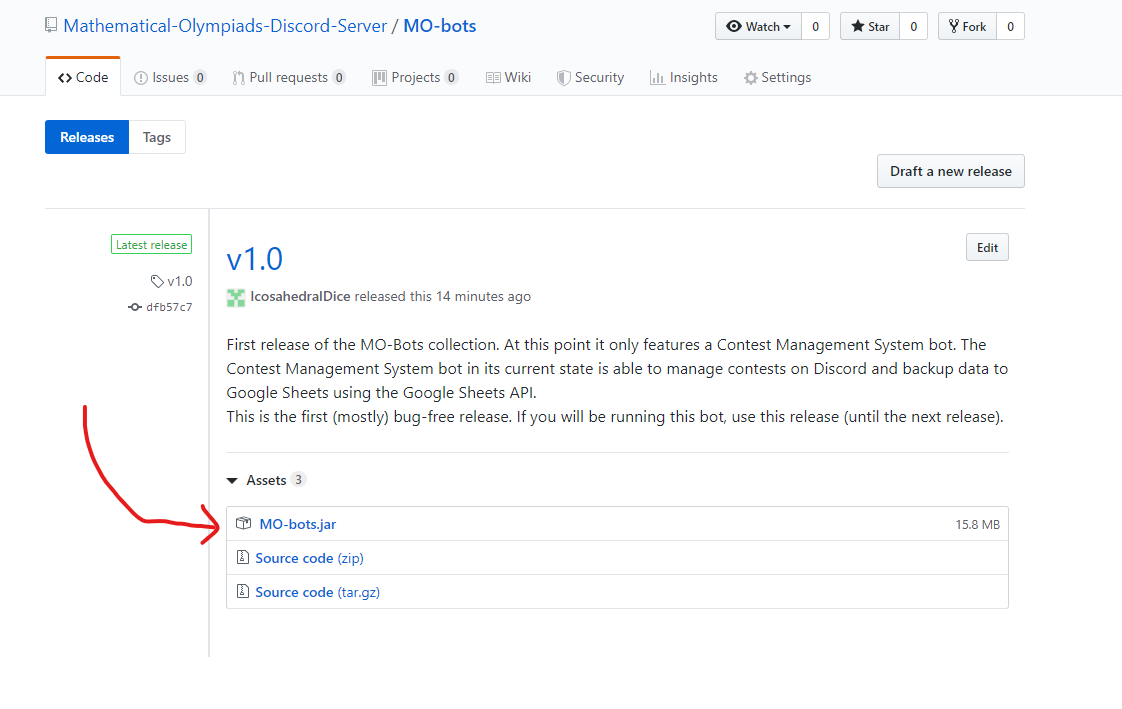 Mathematical-Olympiads-Discord-Server / MO-bots
Watch 0 Star 0 Fork 0
Code Issues 0 Pull requests 0 Projects 0 Wiki Security Insights Settings
Releases Tags
Draft a new release
Latest release
v1.0
dfb57c7
v1.0
Edit
IcosahedralDice released this 14 minutes ago
First release of the MO-Bots collection. At this point it only features a Contest Management System bot. The
Contest Management System bot in its current state is able to manage contests on Discord and backup data to
Google Sheets using the Google Sheets API.
This is the first (mostly) bug-free release. If you will be running this bot, use this release (until the next release).
Assets 3
MO-bots.jar 15.8 MB
Source code (zip)
Source code (tar.gz)